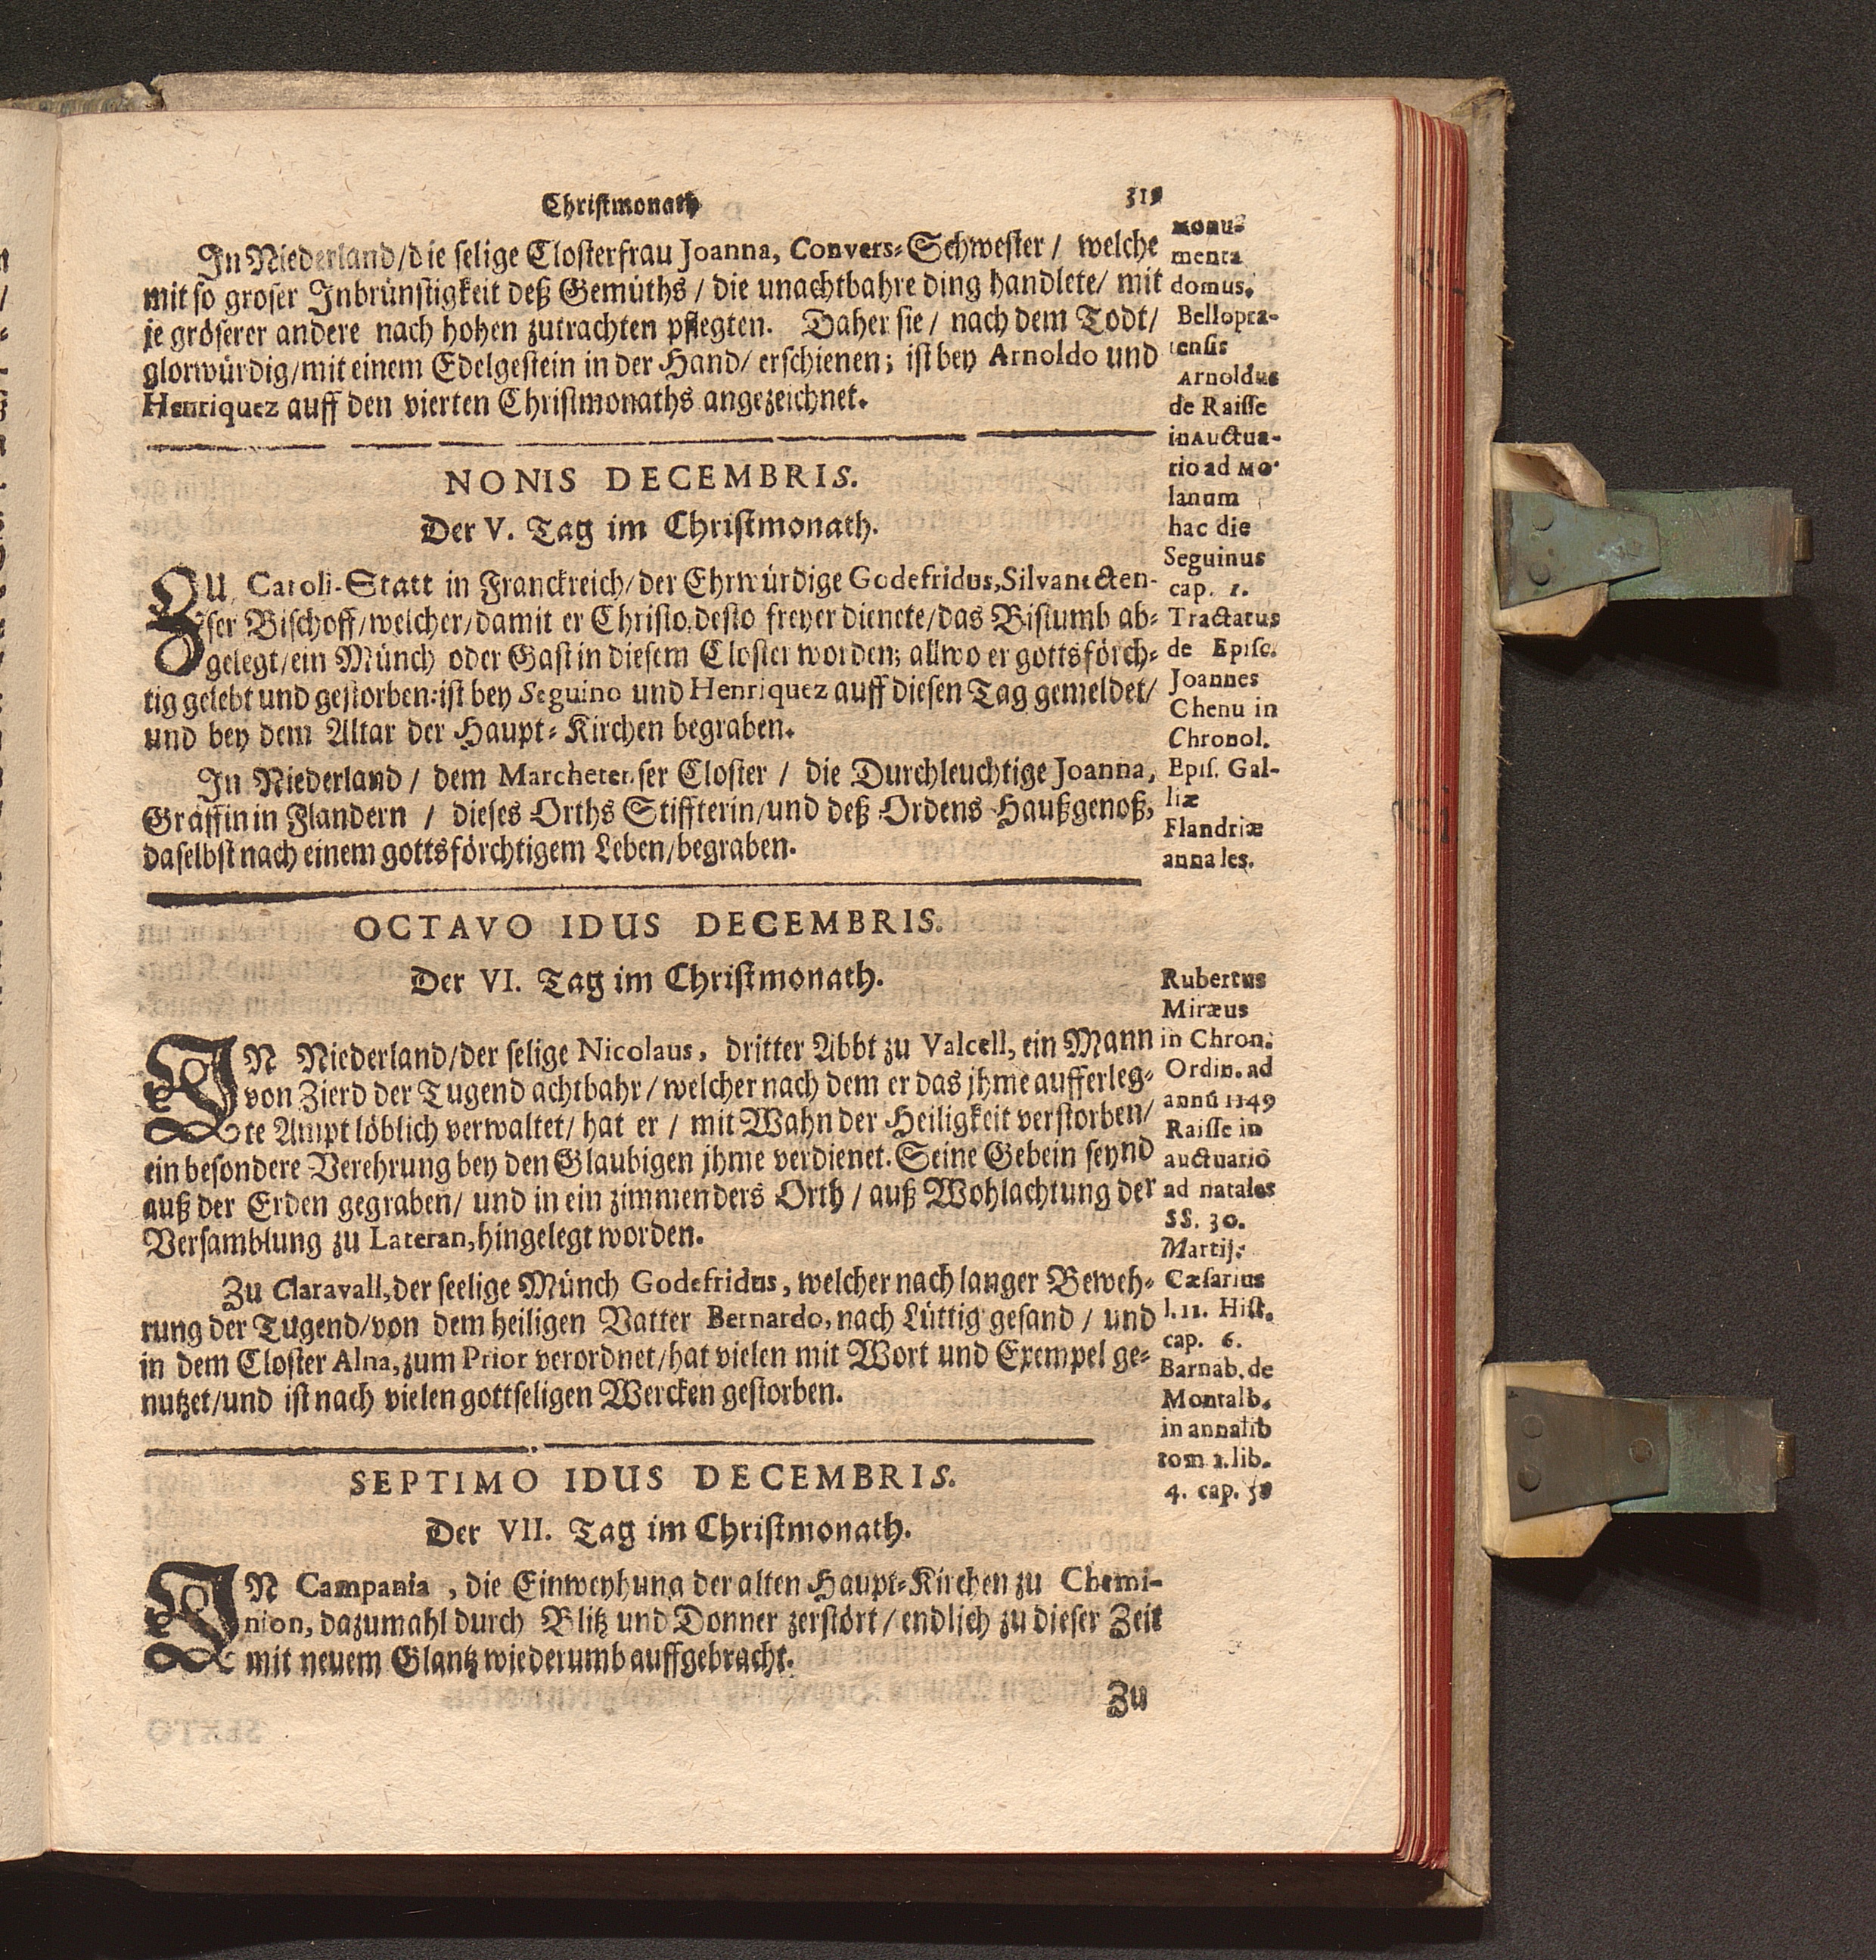 Christmonath
319
In Niederland/die selige Closterfrau Joanna, Convers-Schwester / welche
mit so groser Inbrünstigkeit deß Gemüths / die unachtbahre ding handlete/ mit
je gröserer andere nach hohen zutrachten pflegten. Daher sie / nach dem Todt/
glorwürdig/mit einem Edelgestein in der Hand/ erschienen; ist bey Arnoldo und
Henriquez auff den vierten Christmonaths angezeichnet.
NONIS DECEMBRIS.
Der V. Tag im Christmonath.
ZU Caroli-Statt in Franckreich/der Ehrwürdige Godefridus, Silvanecten-
ser Bischoff/welcher/damit er Christo desto freyer dienete/das Bistumb ab-
gelegt/ein Münch oder Gast in diesem Closter worden; allwo er gottsförch-
tig gelebt und gestorben: ist bey Seguino und Henriquez auff diesen Tag gemeldet/
und bey dem Altar der Haupt-Kirchen begraben.
In Niederland / dem Marchetenser Closter / die Durchleuchtige Joanna,
Gräffin in Flandern / dieses Orths Stiffterin/und deß Ordens Haußgenoß,
daselbst nach einem gottsförchtigem Leben/begraben.
OCTAVO IDUS DECEMBRIS.
Der VI. Tag im Christmonath.
IN Niederland/der selige Nicolaus, dritter Abbt zu Valcell, ein Mann
von Zierd der Tugend achtbahr / welcher nach dem er das jhme aufferleg-
te Ampt löblich verwaltet/ hat er / mit Wahn der Heiligkeit verstorben/
ein besondere Verehrung bey den Glaubigen jhme verdienet. Seine Gebein seynd
auß der Erden gegraben/ und in ein zimmenders Orth / auß Wohlachtung der
Versamblung zu Lateran, hingelegt worden.
Zu Claravall, der seelige Münch Godefridus, welcher nach langer Beweh-
rung der Tugend/von dem heiligen Vatter Bernardo, nach Lüttig gesand / und
in dem Closter Alna, zum Prior verordnet/hat vielen mit Wort und Exempel ge-
nutzet/und ist nach vielen gottseligen Wercken gestorben.
SEPTIMO IDUS DECEMBRIS.
Der VII. Tag im Christmonath.
IN Campania , die Einweyhung der alten Haupt-Kirchen zu Chemi-
nion, dazumahl durch Blitz und Donner zerstört / endlich zu dieser Zeit
mit neuem Glantz wiederumb auffgebracht.
Zu
monu-
menta
domus.
Bellopra-
tensis
Arnoldus
de Raisse
in Auctua-
rio ad Mo-
lanum
hac die
Seguinus
cap. 1.
Tractatus
de Episc.
Joannes
Chenu in
Chronol.
Epis. Gal-
liæ
Flandriæ
annales.
Rubertus
Miræus
in Chron.
Ordin. ad
annū 1149
Raisse in
auctuariō
ad natales
SS. 30.
Martij.
Cæsarius
l. 11. Hist.
cap. 6.
Barnab. de
Montalb.
in annalib
tom 1. lib.
4. cap.